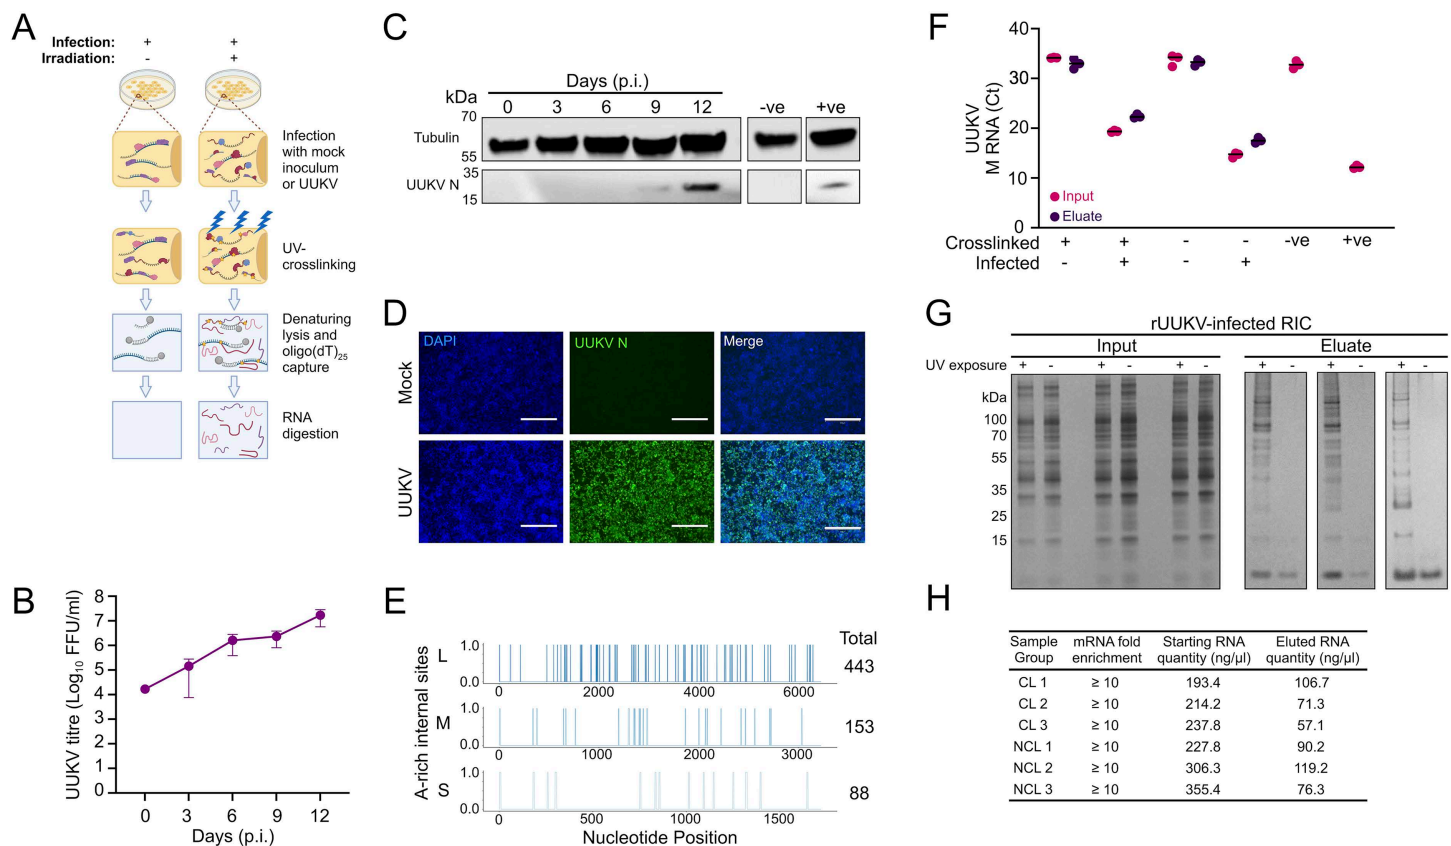 A
Infection: + +
Irradiation: - +
Infection
with mock
inoculum
or UUKV
UV-
crosslinking
Denaturing
lysis and
oligo(dT)25
capture
RNA
digestion
B
UUKV titre (Log10 FFU/ml)
8
7
6
5
4
3
2
1
0
0 3 6 9 12
Days (p.i.)
C
Days (p.i.)
kDa 0 3 6 9 12 -ve +ve
70
Tubulin
55
35
UUKV N
15
D
DAPI UUKV N Merge
Mock
UUKV
E
A-rich internal sites
Total
L 1.0 443
0.0
0 2000 4000 6000
M 1.0 153
0.0
0 1000 2000 3000
S 1.0 88
0.0
0 500 1000 1500
Nucleotide Position
F
UUKV
M RNA (Ct)
40
30
20
10
0
Input
Eluate
Crosslinked + + - - -ve +ve
Infected - + - +
G
rUUKV-infected RIC
Input Eluate
UV exposure + - + - + - + - + - + -
kDa
100
70
55
35
25
15
H
Sample Group mRNA fold enrichment Starting RNA quantity (ng/µl) Eluted RNA quantity (ng/µl)
CL 1 ≥ 10 193.4 106.7
CL 2 ≥ 10 214.2 71.3
CL 3 ≥ 10 237.8 57.1
NCL 1 ≥ 10 227.8 90.2
NCL 2 ≥ 10 306.3 119.2
NCL 3 ≥ 10 355.4 76.3